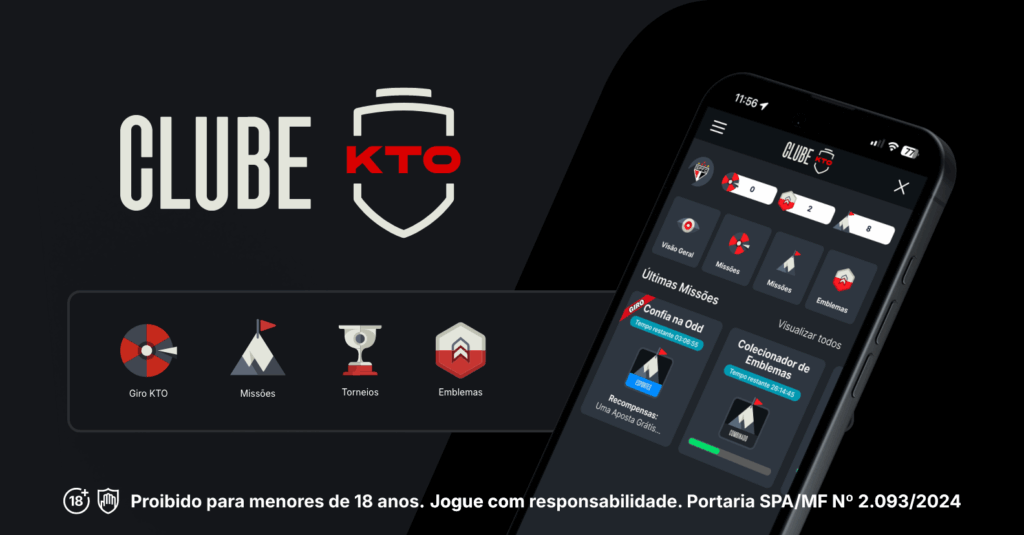 CLUBE KTO
Giro KTO
Missões
Torneios
Emblemas
11:56
77
CLUBE KTO
0
2
8
Visão Geral
Missões
Missões
Emblemas
Últimas Missões
Visualizar todos
GIRO
Confia na Odd
Tempo restante 03:06:55
ESPORTES
Recompensas:
Uma Aposta Grátis...
Colecionador de
Emblemas
Tempo restante 28:14:45
COMBINADO
18+
Proibido para menores de 18 anos. Jogue com responsabilidade. Portaria SPA/MF Nº 2.093/2024